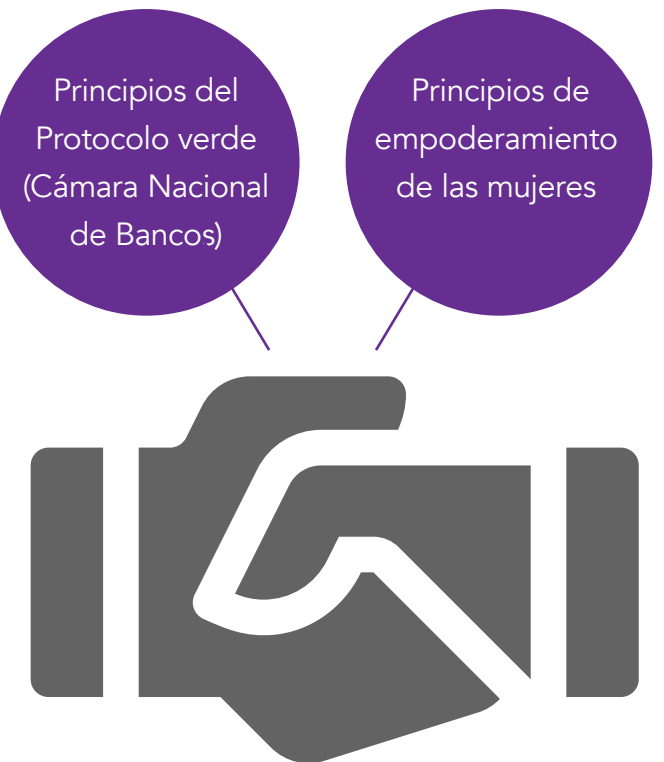 Principios del
Protocolo verde
(Cámara Nacional
de Bancos)
Principios de
empoderamiento
de las mujeres